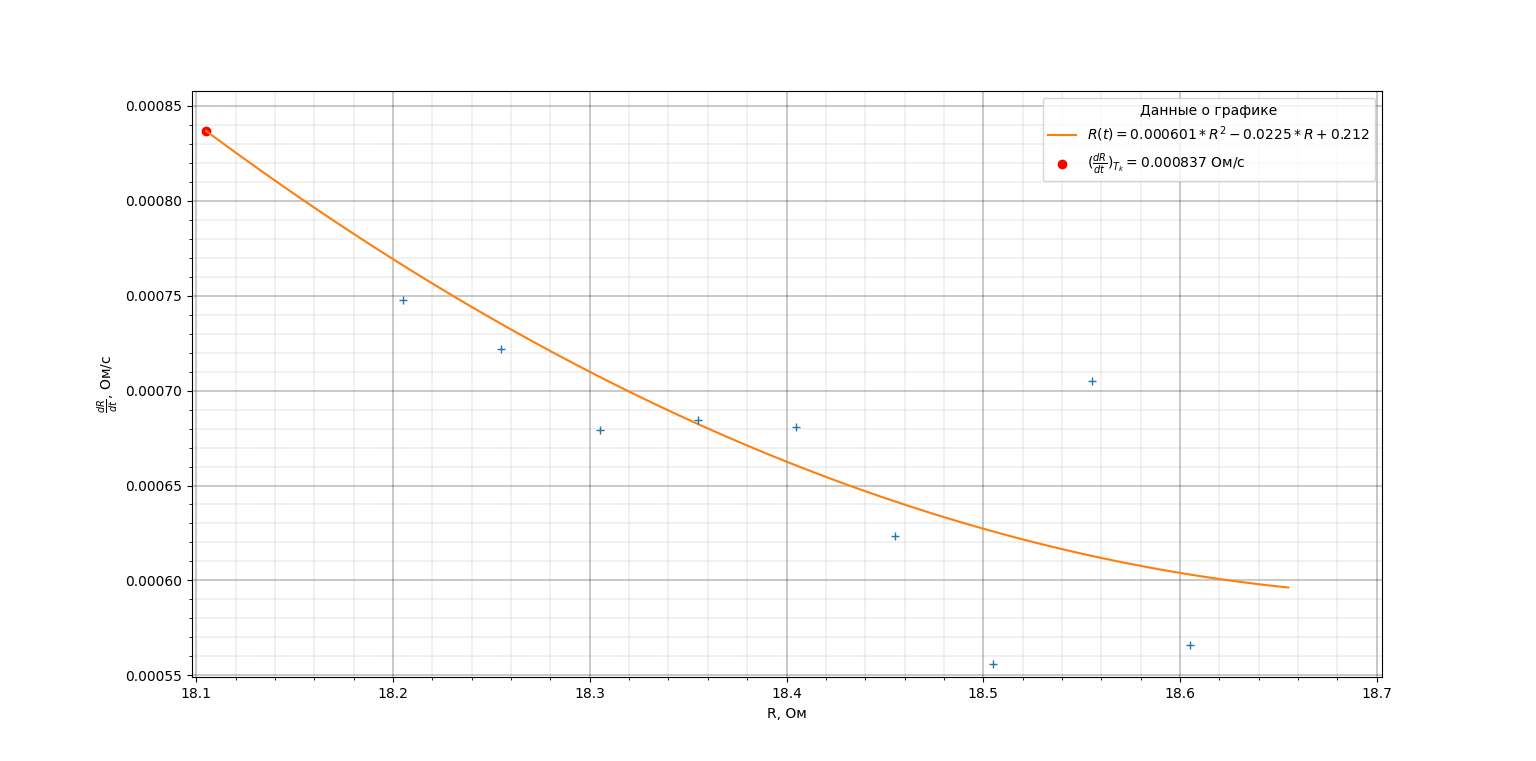 Данные о графике
R(t) = 0.000601 * R² − 0.0225 * R + 0.212
(dR/dt)_{T_k} = 0.000837 Ом/с
0.00085
0.00080
0.00075
0.00070
0.00065
0.00060
0.00055
dR/dt, Ом/с
18.1 18.2 18.3 18.4 18.5 18.6 18.7
R, Ом